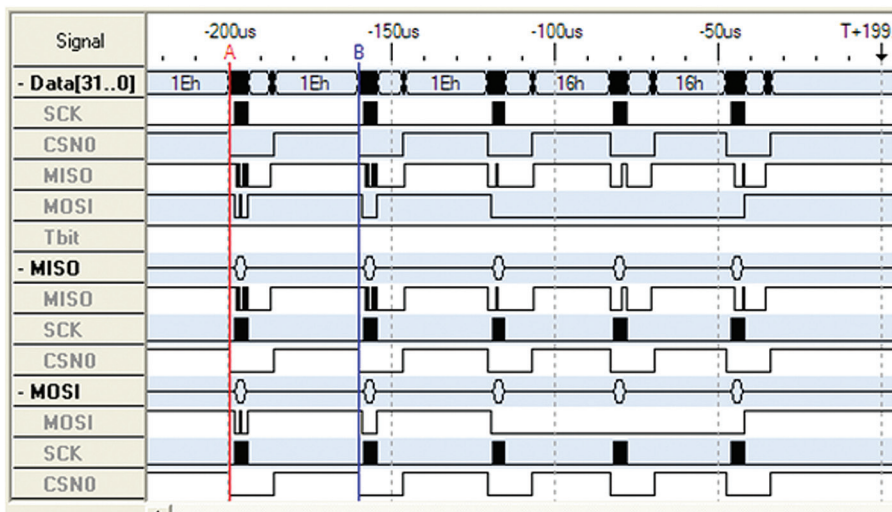 Signal -200us -150us -100us -50us T+199
A B
- Data[31..0] 1Eh 1Eh 1Eh 16h 16h
SCK
CSN0
MISO
MOSI
Tbit
- MISO
MISO
SCK
CSN0
- MOSI
MOSI
SCK
CSN0